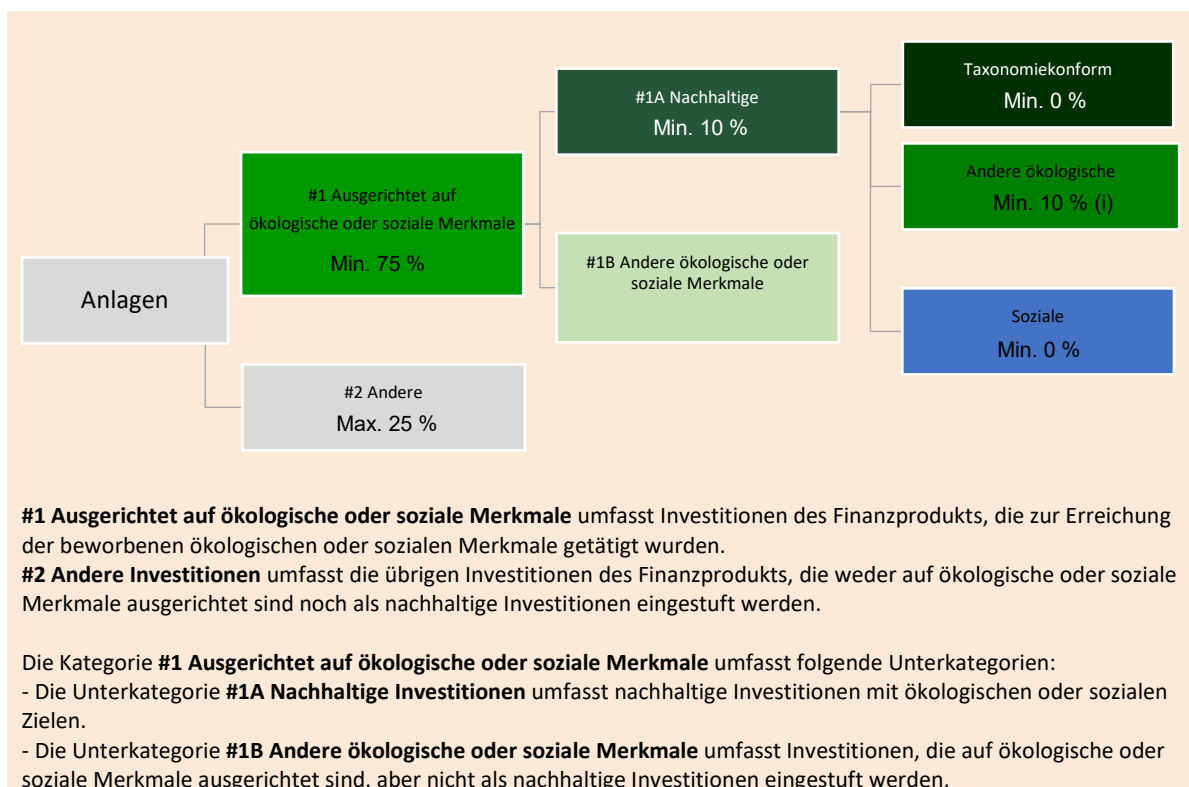 Anlagen
#1 Ausgerichtet auf
ökologische oder soziale Merkmale
Min. 75 %
#2 Andere
Max. 25 %
#1A Nachhaltige
Min. 10 %
#1B Andere ökologische oder
soziale Merkmale
Taxonomiekonform
Min. 0 %
Andere ökologische
Min. 10 % (i)
Soziale
Min. 0 %
#1 Ausgerichtet auf ökologische oder soziale Merkmale umfasst Investitionen des Finanzprodukts, die zur Erreichung
der beworbenen ökologischen oder sozialen Merkmale getätigt wurden.
#2 Andere Investitionen umfasst die übrigen Investitionen des Finanzprodukts, die weder auf ökologische oder soziale
Merkmale ausgerichtet sind noch als nachhaltige Investitionen eingestuft werden.
Die Kategorie #1 Ausgerichtet auf ökologische oder soziale Merkmale umfasst folgende Unterkategorien:
- Die Unterkategorie #1A Nachhaltige Investitionen umfasst nachhaltige Investitionen mit ökologischen oder sozialen
Zielen.
- Die Unterkategorie #1B Andere ökologische oder soziale Merkmale umfasst Investitionen, die auf ökologische oder
soziale Merkmale ausgerichtet sind, aber nicht als nachhaltige Investitionen eingestuft werden.